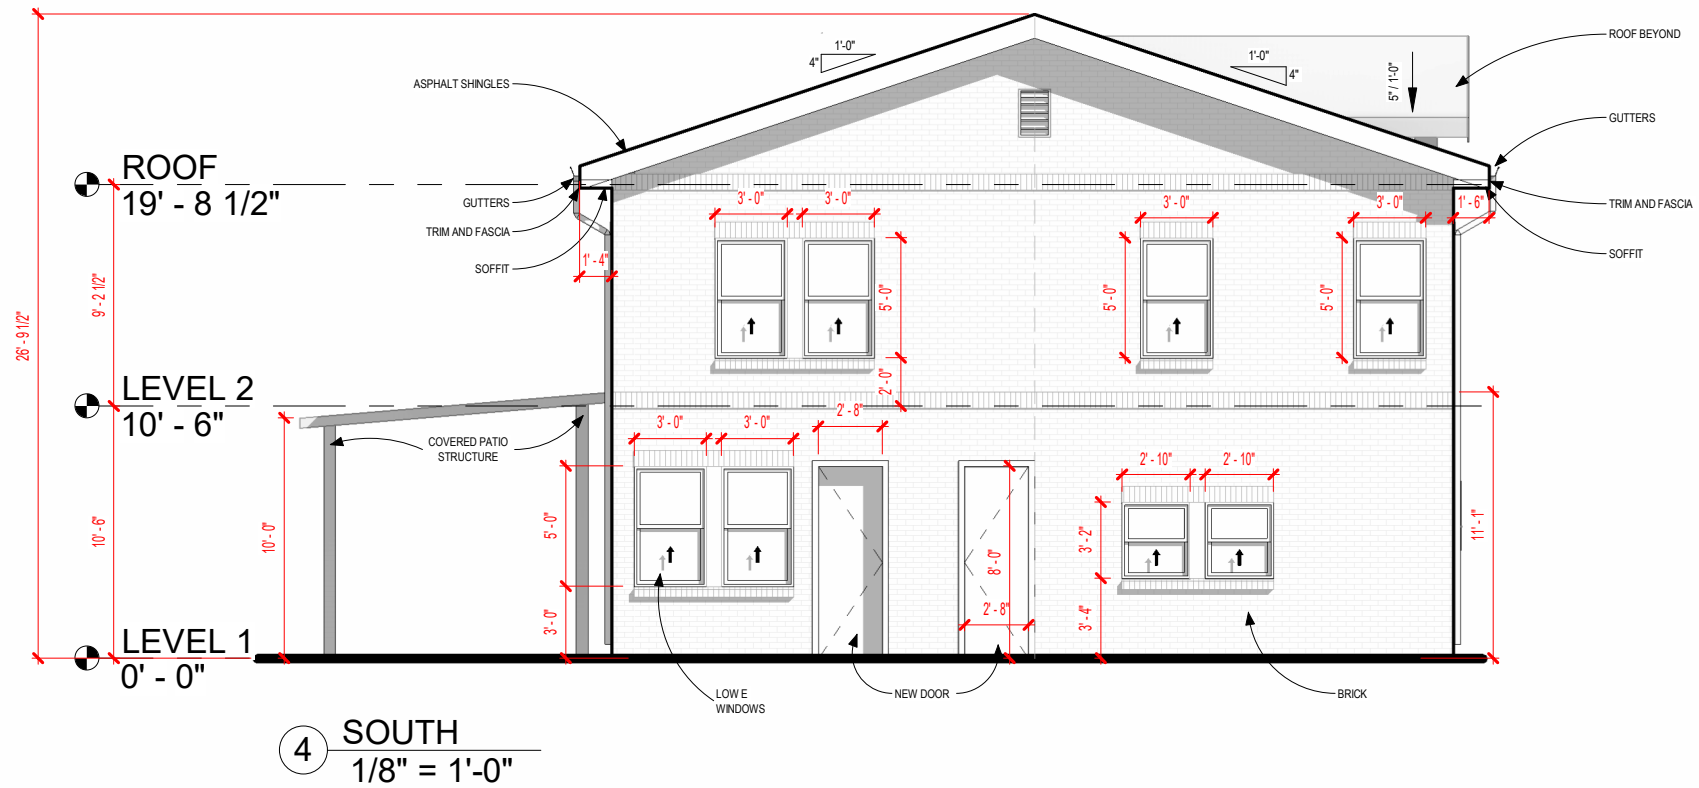 1'-0"
4"
1'-0"
4"
5" / 1'-0"
ROOF BEYOND
ASPHALT SHINGLES
GUTTERS
ROOF
19' - 8 1/2"
GUTTERS
TRIM AND FASCIA
SOFFIT
3' - 0"
3' - 0"
3' - 0"
3' - 0"
1' - 6"
TRIM AND FASCIA
SOFFIT
1' - 4"
5' - 0"
5' - 0"
5' - 0"
9' - 2 1/2"
26' - 9 1/2"
2' - 0"
LEVEL 2
10' - 6"
2' - 8"
3' - 0"
3' - 0"
COVERED PATIO
STRUCTURE
2' - 10"
2' - 10"
10' - 6"
10' - 0"
5' - 0"
8' - 0"
3' - 2"
11' - 1"
2' - 8"
3' - 0"
3' - 4"
LEVEL 1
0' - 0"
LOW E
WINDOWS
NEW DOOR
BRICK
4
SOUTH
1/8" = 1'-0"